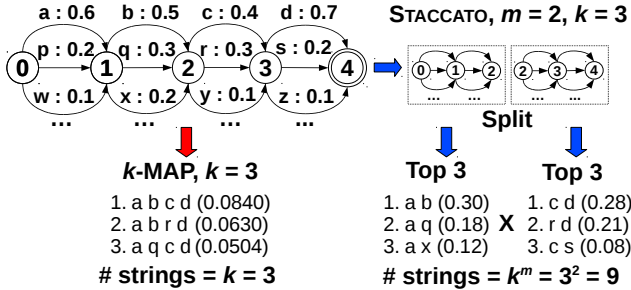 a : 0.6 b : 0.5 c : 0.4 d : 0.7
p : 0.2 q : 0.3 r : 0.3 s : 0.2
0 1 2 3 4
w : 0.1 x : 0.2 y : 0.1 z : 0.1
... ... ... ...
STACCATO, m = 2, k = 3
0 1 2 2 3 4
... ... ... ...
Split
k-MAP, k = 3
1. a b c d (0.0840)
2. a b r d (0.0630)
3. a q c d (0.0504)
# strings = k = 3
Top 3
1. a b (0.30)
2. a q (0.18)
3. a x (0.12)
X
Top 3
1. c d (0.28)
2. r d (0.21)
3. c s (0.08)
# strings = kᵐ = 3² = 9